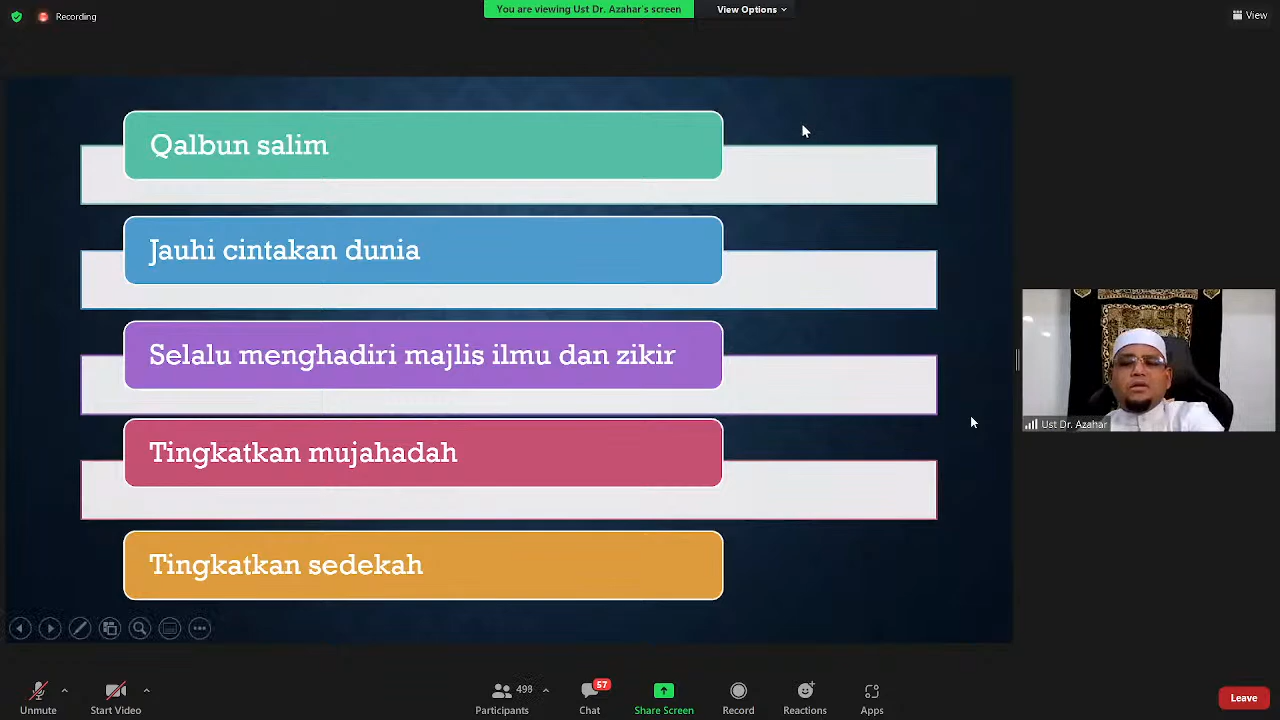 Recording
You are viewing Ust Dr. Azahar's screen
View Options
View
Qalbun salim
Jauhi cintakan dunia
Selalu menghadiri majlis ilmu dan zikir
Tingkatkan mujahadah
Tingkatkan sedekah
Ust Dr. Azahar
Unmute
Start Video
498
Participants
57
Chat
Share Screen
Record
Reactions
Apps
Leave